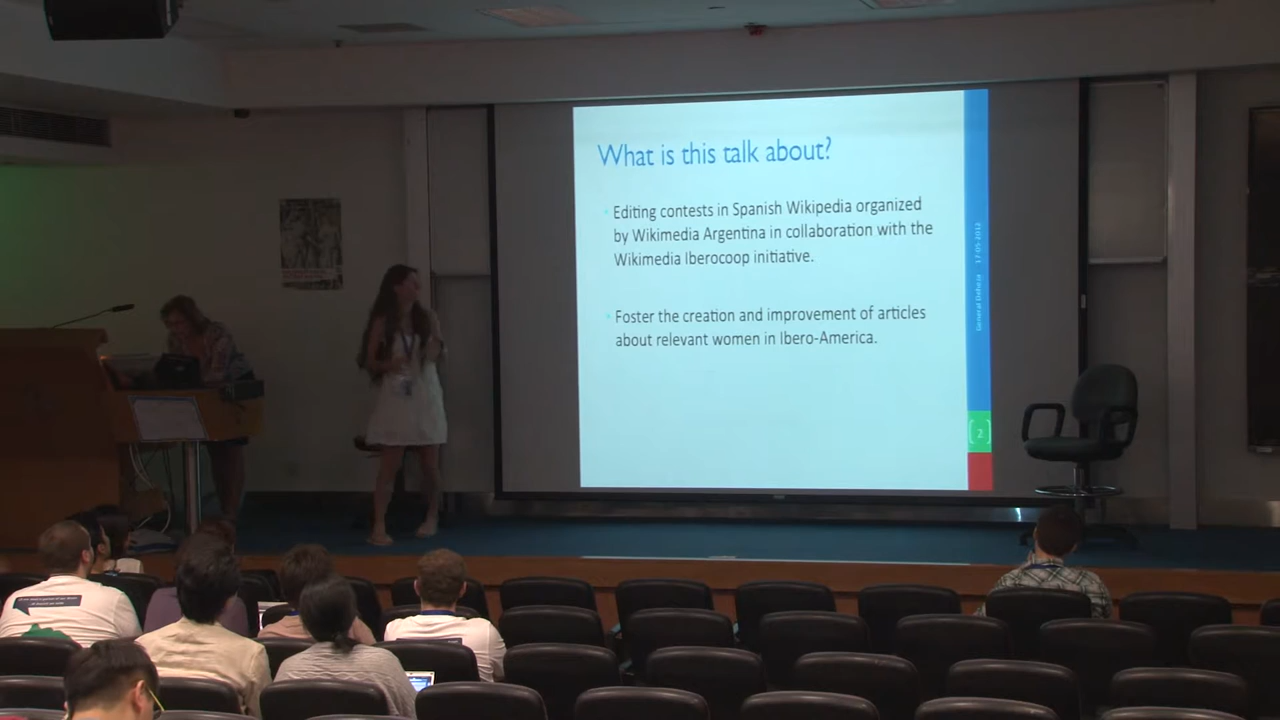 What is this talk about?
Editing contests in Spanish Wikipedia organized
by Wikimedia Argentina in collaboration with the
Wikimedia Iberocoop initiative.
Foster the creation and improvement of articles
about relevant women in Ibero-America.
17-05-2012
2